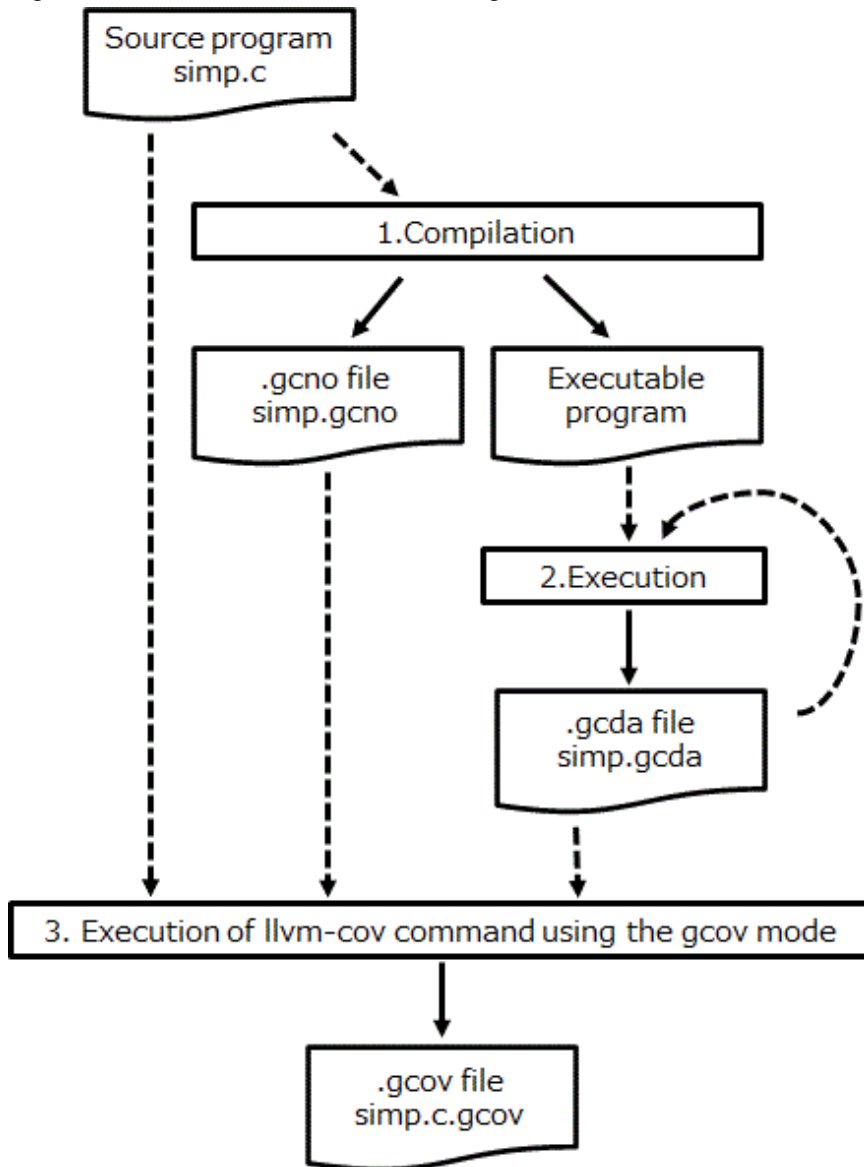 Source program
simp.c
1.Compilation
.gcno file
simp.gcno
Executable
program
2.Execution
.gcda file
simp.gcda
3. Execution of llvm-cov command using the gcov mode
.gcov file
simp.c.gcov